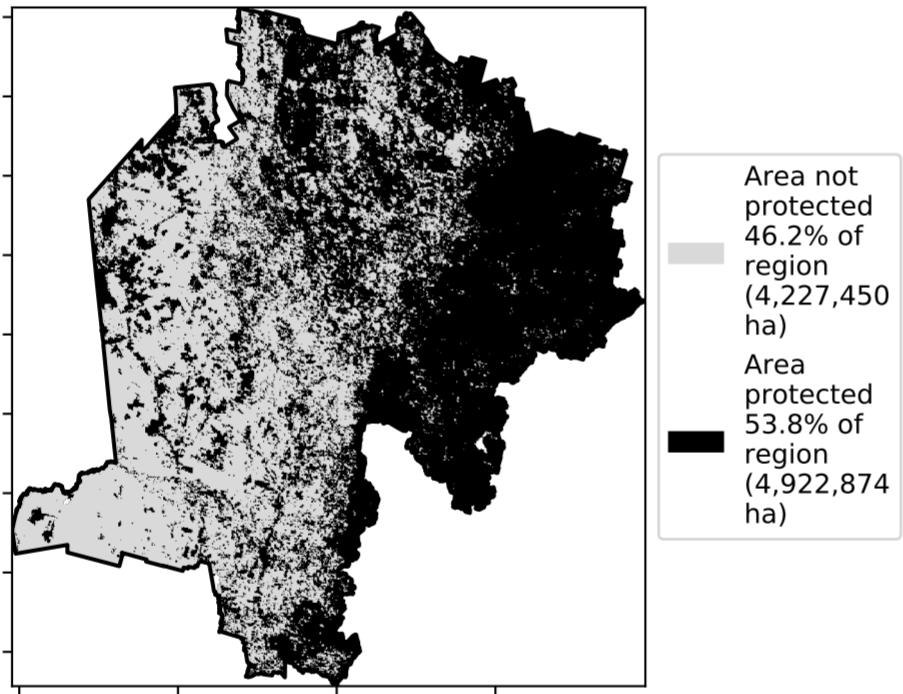 Area not
protected
46.2% of
region
(4,227,450
ha)
Area
protected
53.8% of
region
(4,922,874
ha)